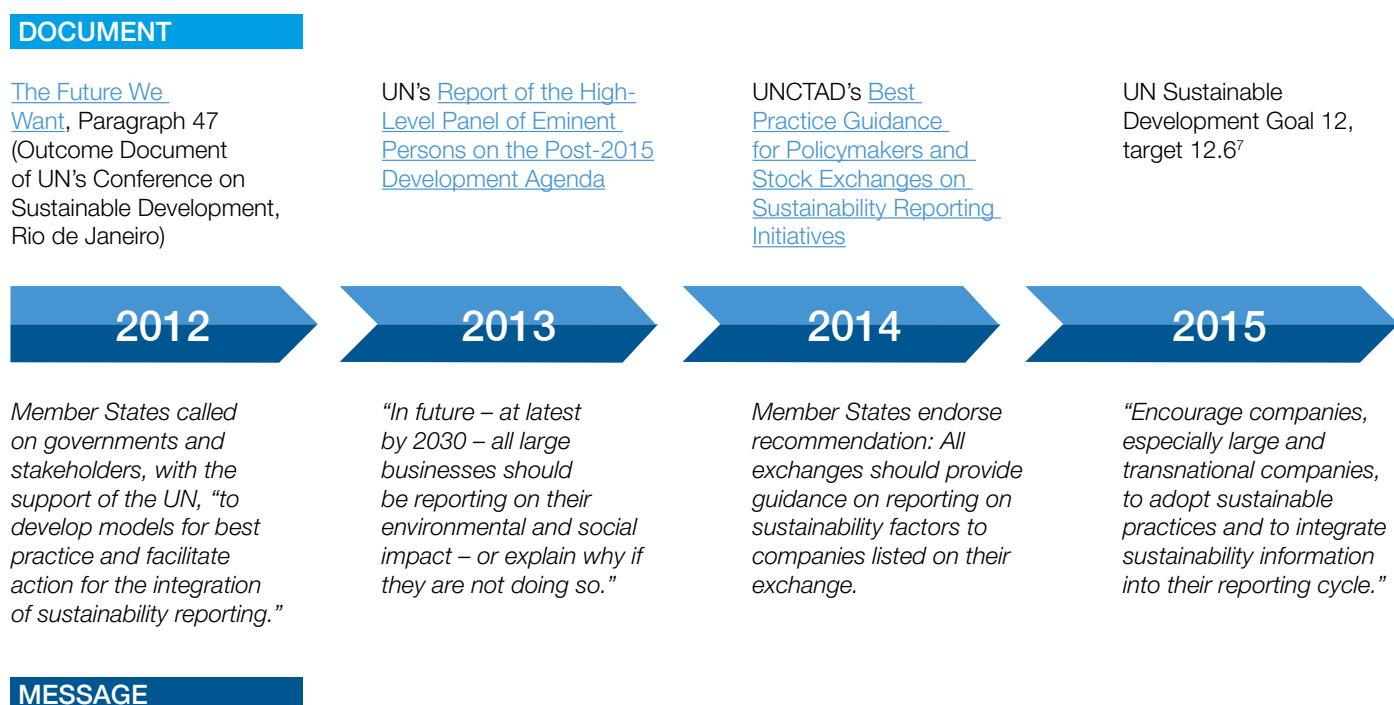 DOCUMENT
The Future We
Want, Paragraph 47
(Outcome Document
of UN’s Conference on
Sustainable Development,
Rio de Janeiro)
UN’s Report of the High-
Level Panel of Eminent
Persons on the Post-2015
Development Agenda
UNCTAD’s Best
Practice Guidance
for Policymakers and
Stock Exchanges on
Sustainability Reporting
Initiatives
UN Sustainable
Development Goal 12,
target 12.6⁷
2012
2013
2014
2015
Member States called
on governments and
stakeholders, with the
support of the UN, “to
develop models for best
practice and facilitate
action for the integration
of sustainability reporting.”
“In future – at latest
by 2030 – all large
businesses should
be reporting on their
environmental and social
impact – or explain why if
they are not doing so.”
Member States endorse
recommendation: All
exchanges should provide
guidance on reporting on
sustainability factors to
companies listed on their
exchange.
“Encourage companies,
especially large and
transnational companies,
to adopt sustainable
practices and to integrate
sustainability information
into their reporting cycle.”
MESSAGE